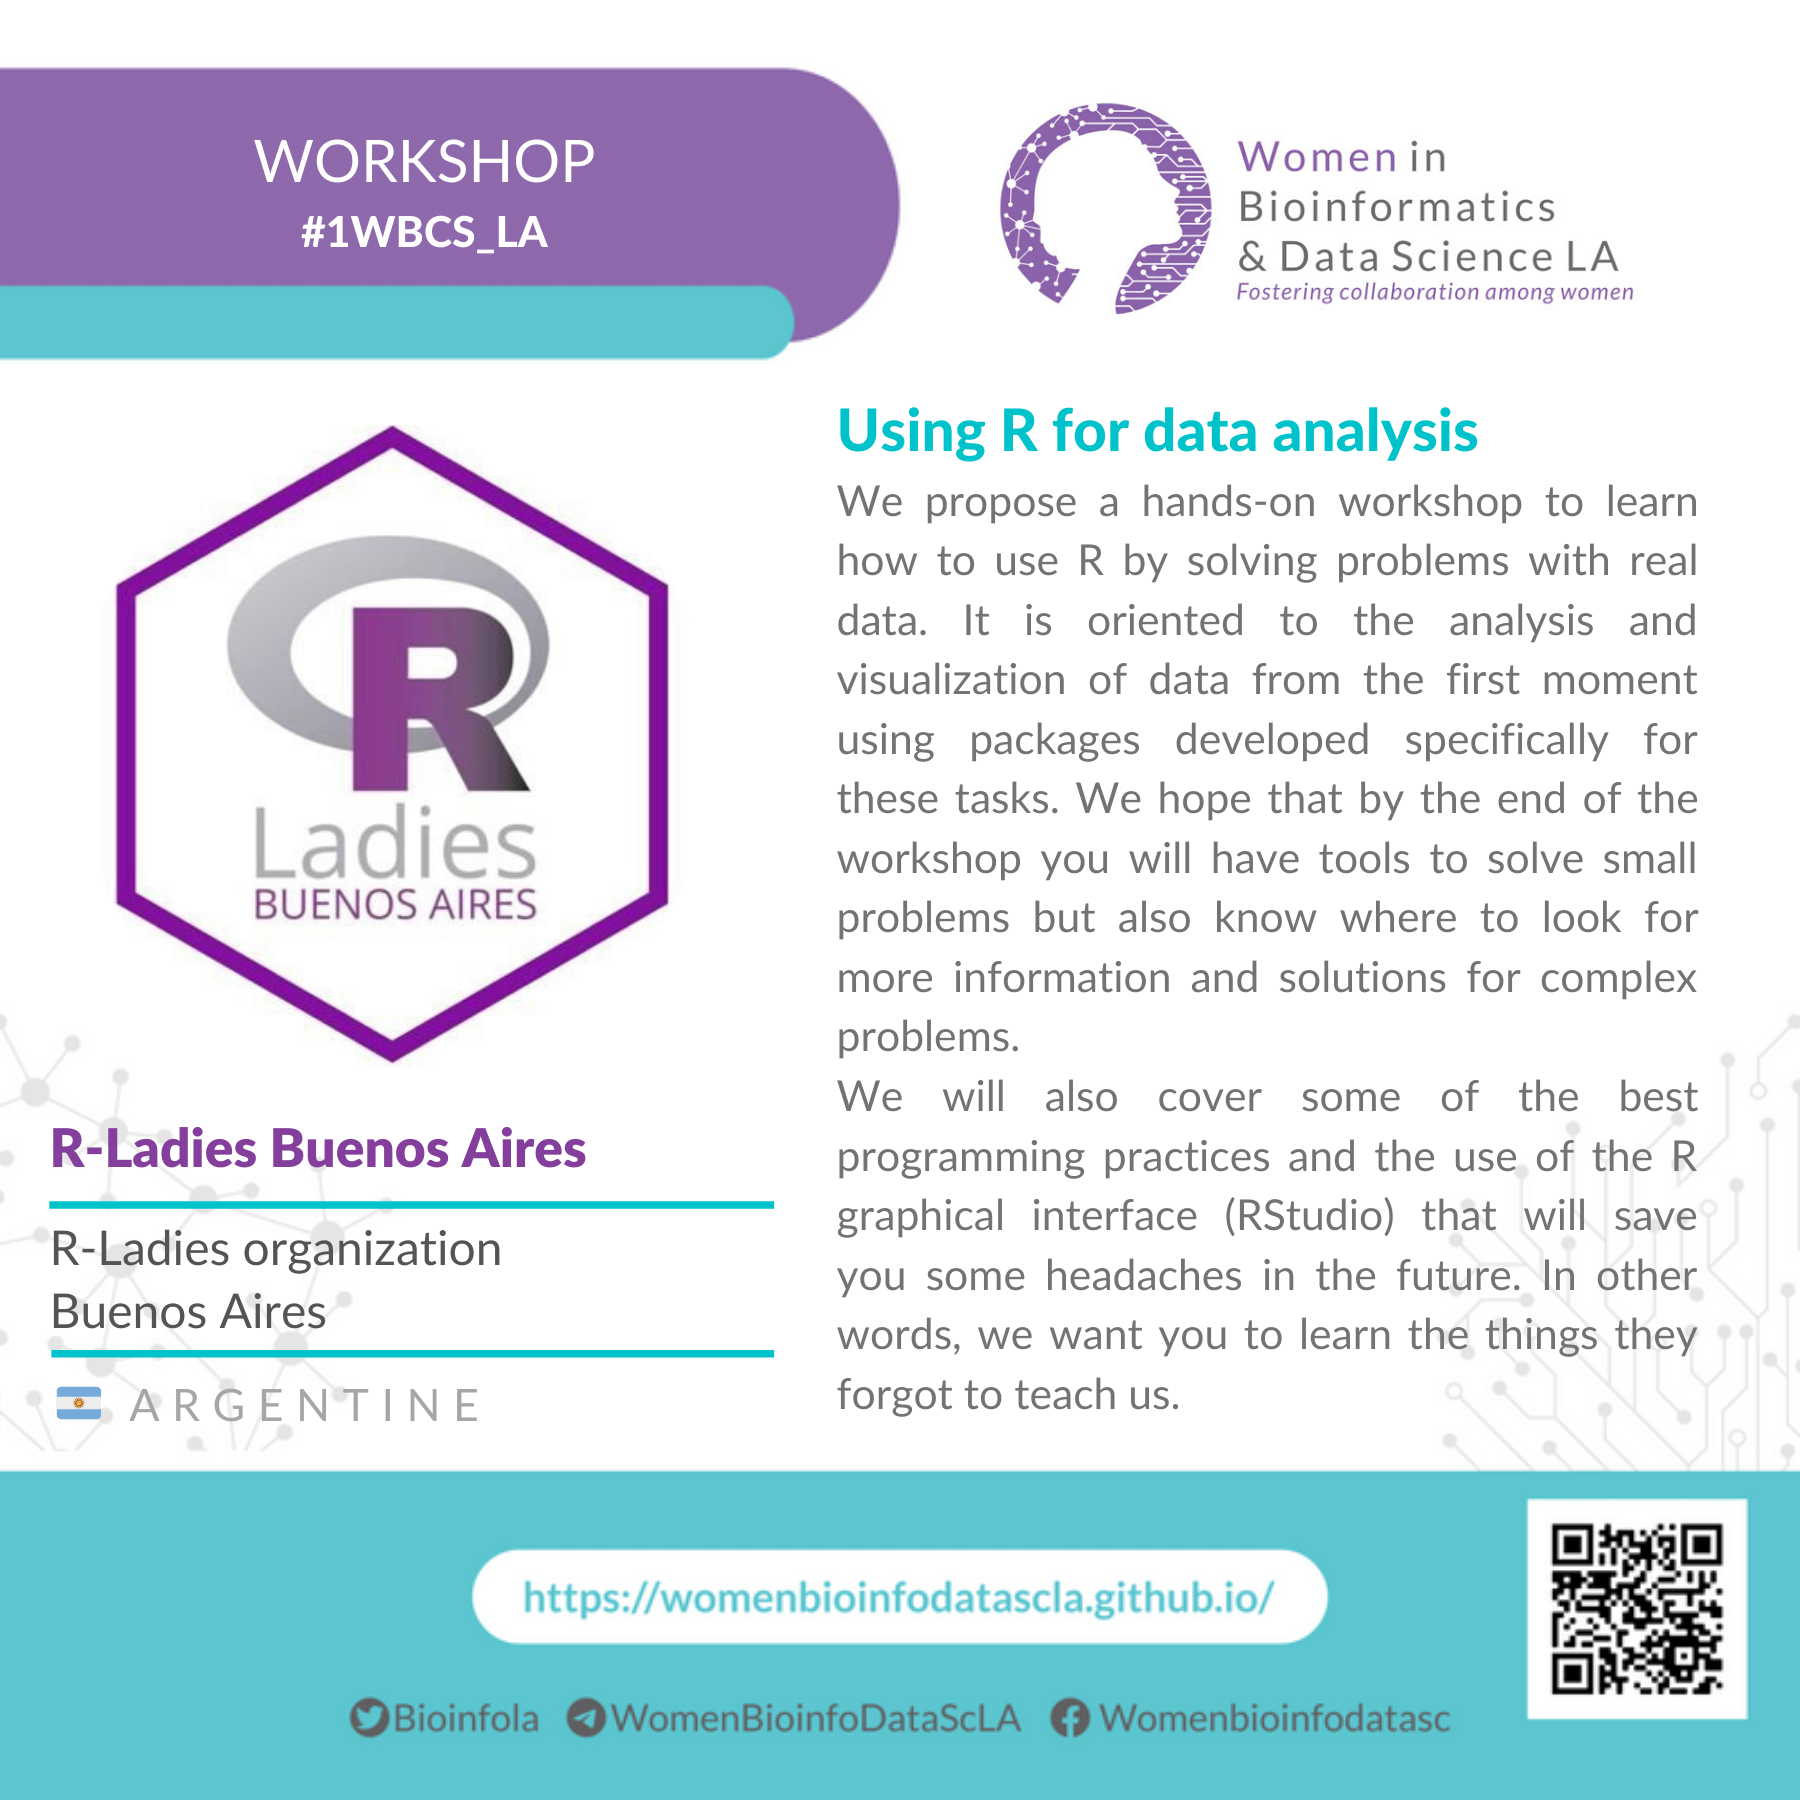 WORKSHOP
#1WBCS_LA
Women in
Bioinformatics
& Data Science LA
Fostering collaboration among women
R
Ladies
BUENOS AIRES
R-Ladies Buenos Aires
R-Ladies organization
Buenos Aires
ARGENTINE
Using R for data analysis
We propose a hands-on workshop to learn
how to use R by solving problems with real
data. It is oriented to the analysis and
visualization of data from the first moment
using packages developed specifically for
these tasks. We hope that by the end of the
workshop you will have tools to solve small
problems but also know where to look for
more information and solutions for complex
problems.
We will also cover some of the best
programming practices and the use of the R
graphical interface (RStudio) that will save
you some headaches in the future. In other
words, we want you to learn the things they
forgot to teach us.
https://womenbioinfodatascla.github.io/
Bioinfola WomenBioinfoDataScLA Womenbioinfodatasc